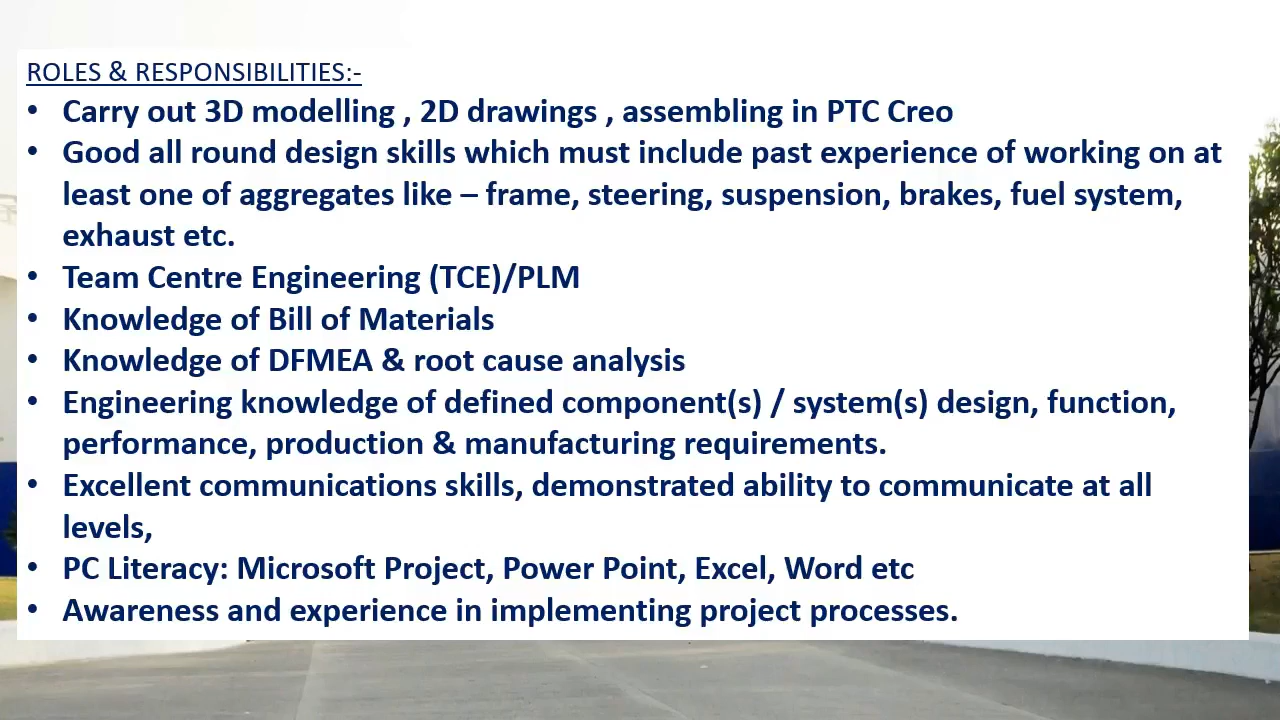 ROLES & RESPONSIBILITIES:-
• Carry out 3D modelling , 2D drawings , assembling in PTC Creo
• Good all round design skills which must include past experience of working on at
least one of aggregates like – frame, steering, suspension, brakes, fuel system,
exhaust etc.
• Team Centre Engineering (TCE)/PLM
• Knowledge of Bill of Materials
• Knowledge of DFMEA & root cause analysis
• Engineering knowledge of defined component(s) / system(s) design, function,
performance, production & manufacturing requirements.
• Excellent communications skills, demonstrated ability to communicate at all
levels,
• PC Literacy: Microsoft Project, Power Point, Excel, Word etc
• Awareness and experience in implementing project processes.